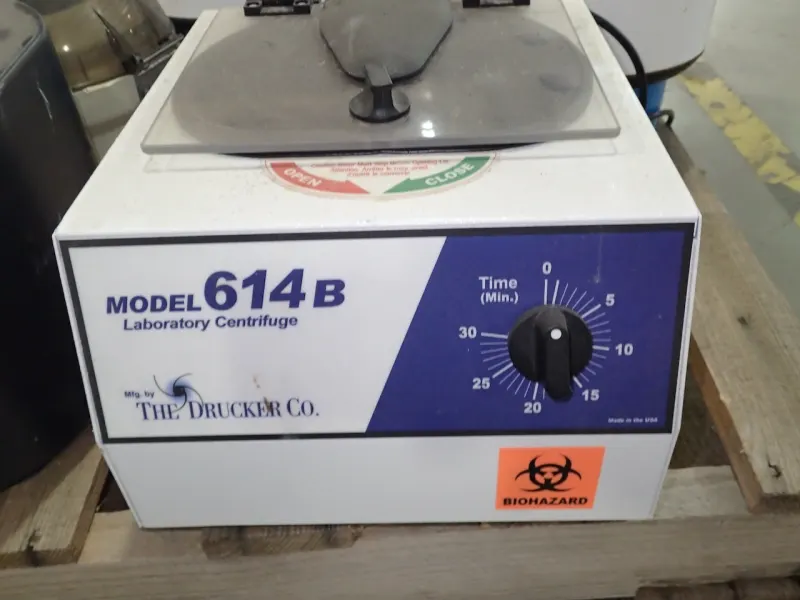 OPEN
CLOSE
MODEL 614 B
Laboratory Centrifuge
Mfg. by
THE DRUCKER CO.
Time
(Min.)
0
5
10
15
20
25
30
Made in the USA
BIOHAZARD